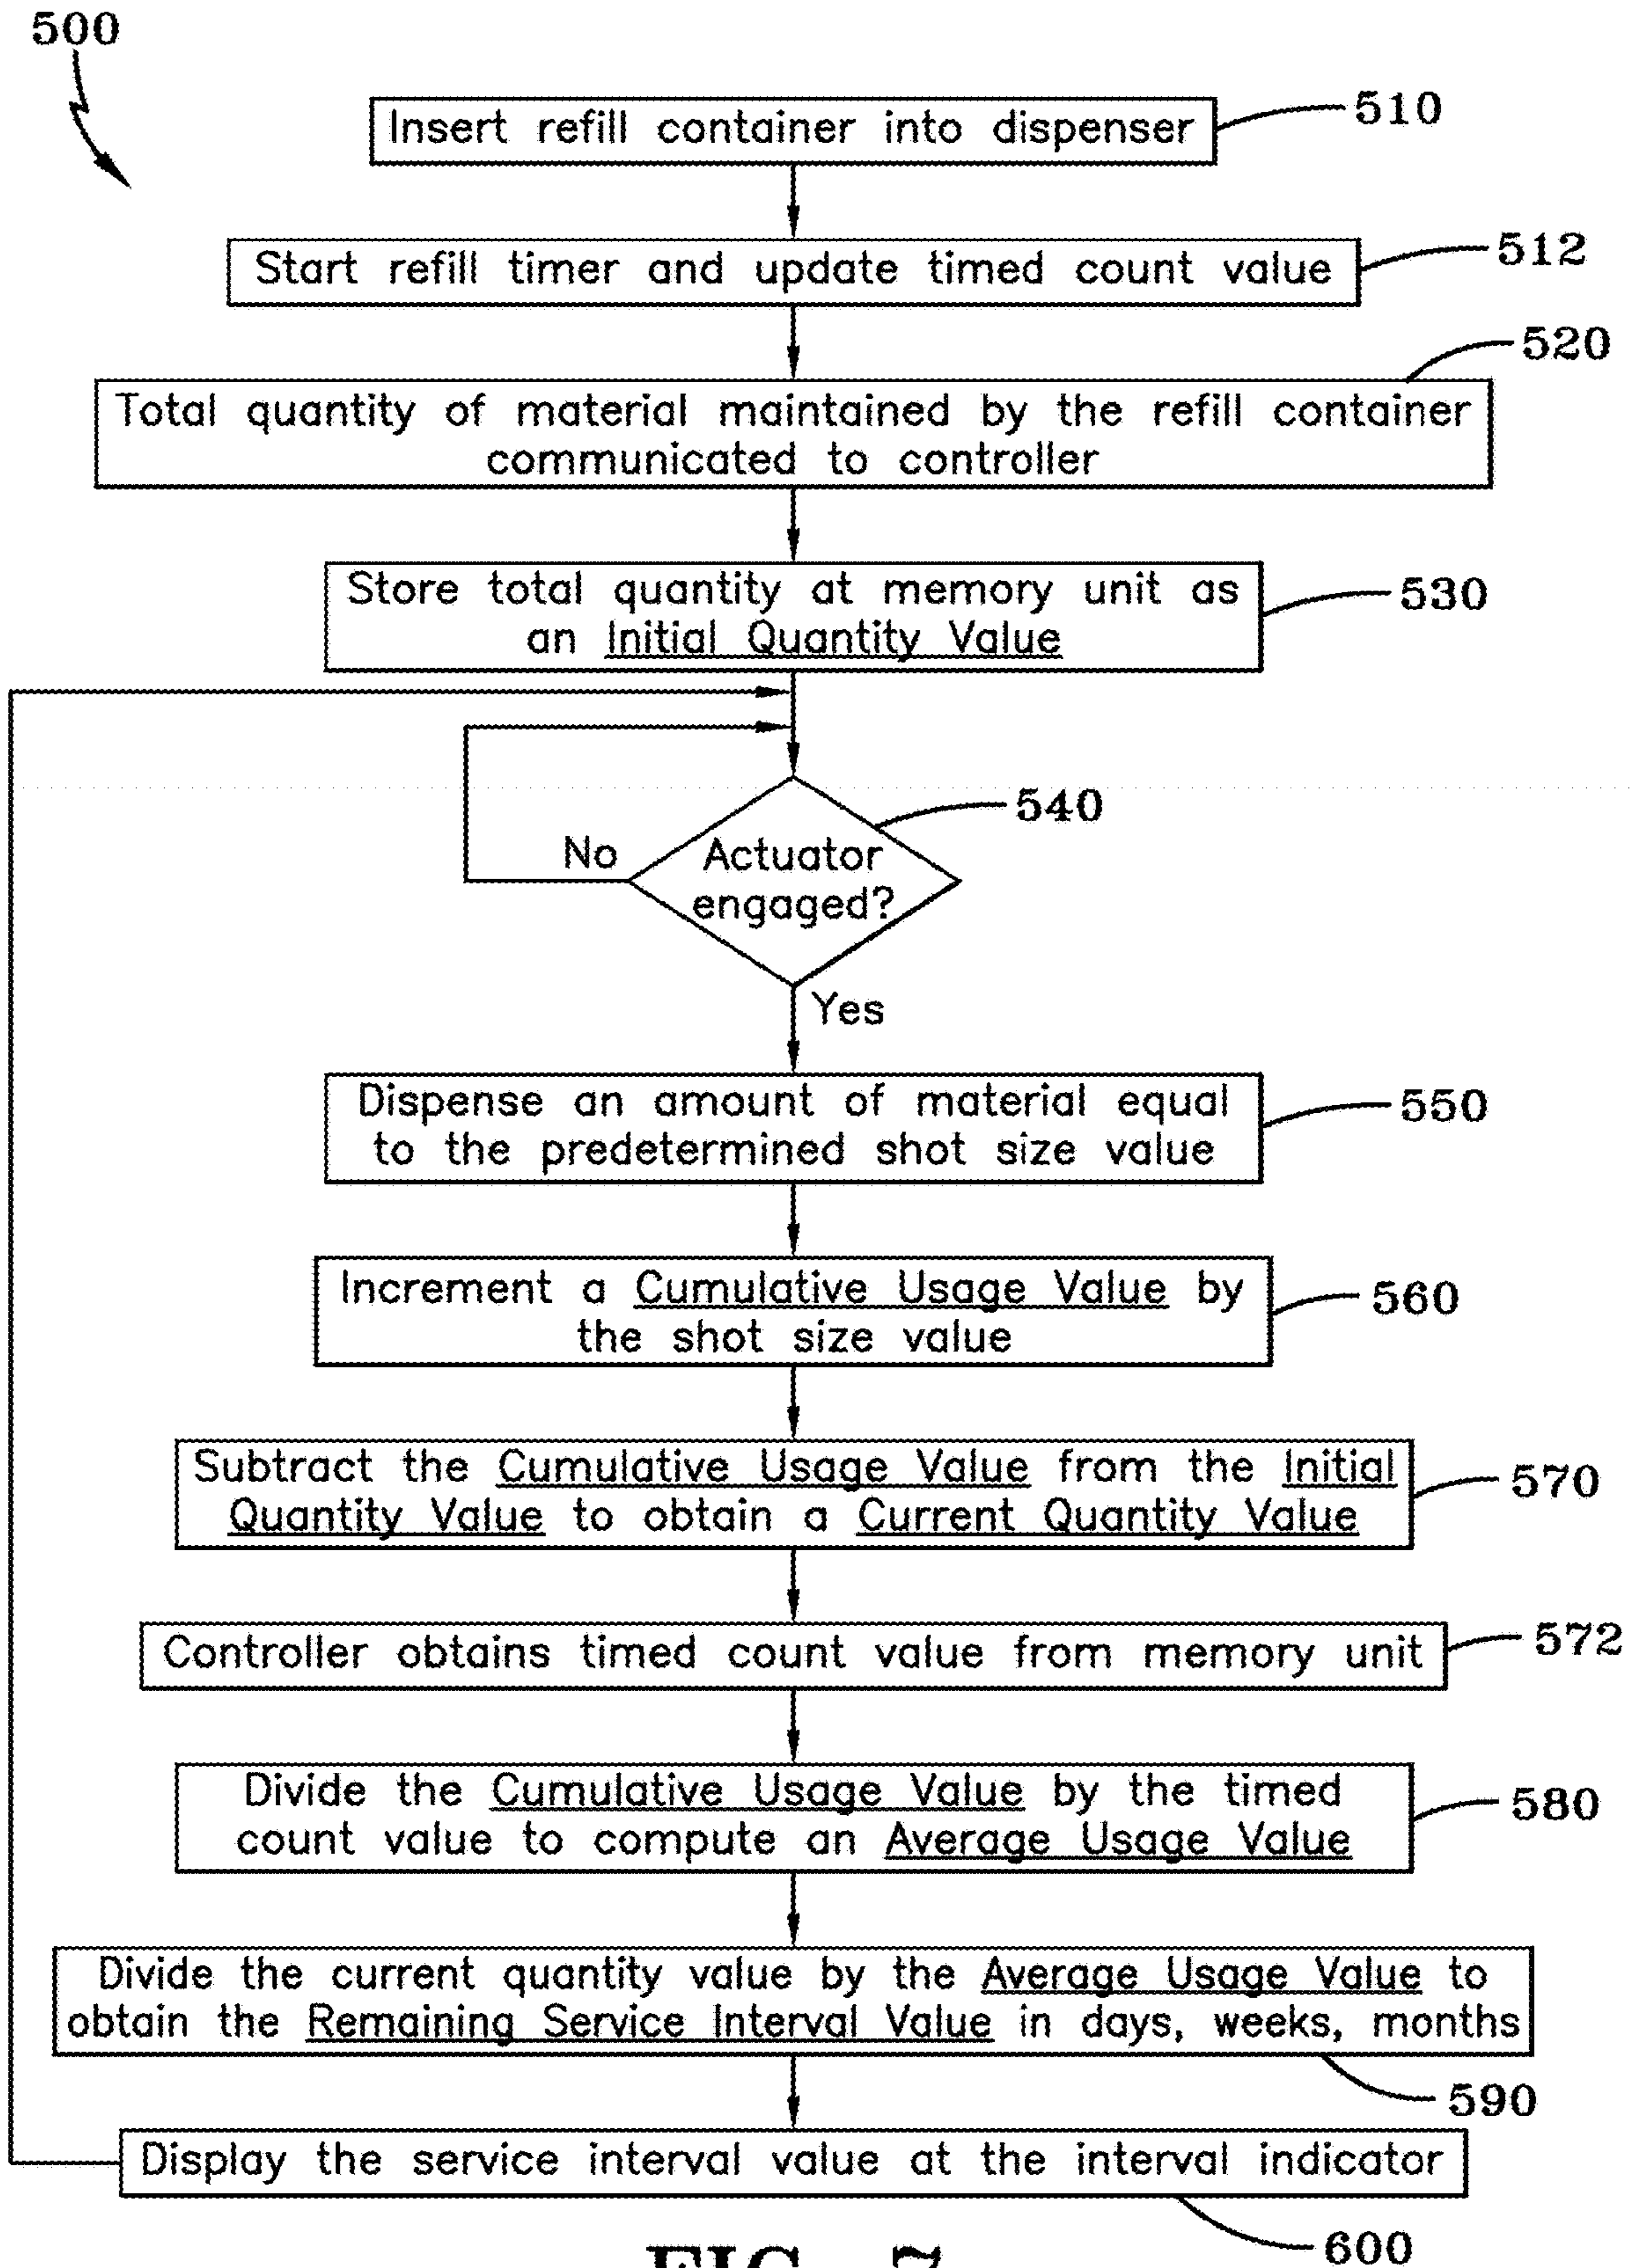 500
Insert refill container into dispenser
510
Start refill timer and update timed count value
512
520
Total quantity of material maintained by the refill container
communicated to controller
Store total quantity at memory unit as
an Initial Quantity Value
530
540
No
Actuator
engaged?
Yes
Dispense an amount of material equal
to the predetermined shot size value
550
Increment a Cumulative Usage Value by
the shot size value
560
Subtract the Cumulative Usage Value from the Initial
Quantity Value to obtain a Current Quantity Value
570
Controller obtains timed count value from memory unit
572
Divide the Cumulative Usage Value by the timed
count value to compute an Average Usage Value
580
Divide the current quantity value by the Average Usage Value to
obtain the Remaining Service Interval Value in days, weeks, months
590
Display the service interval value at the interval indicator
600
FIG. 7